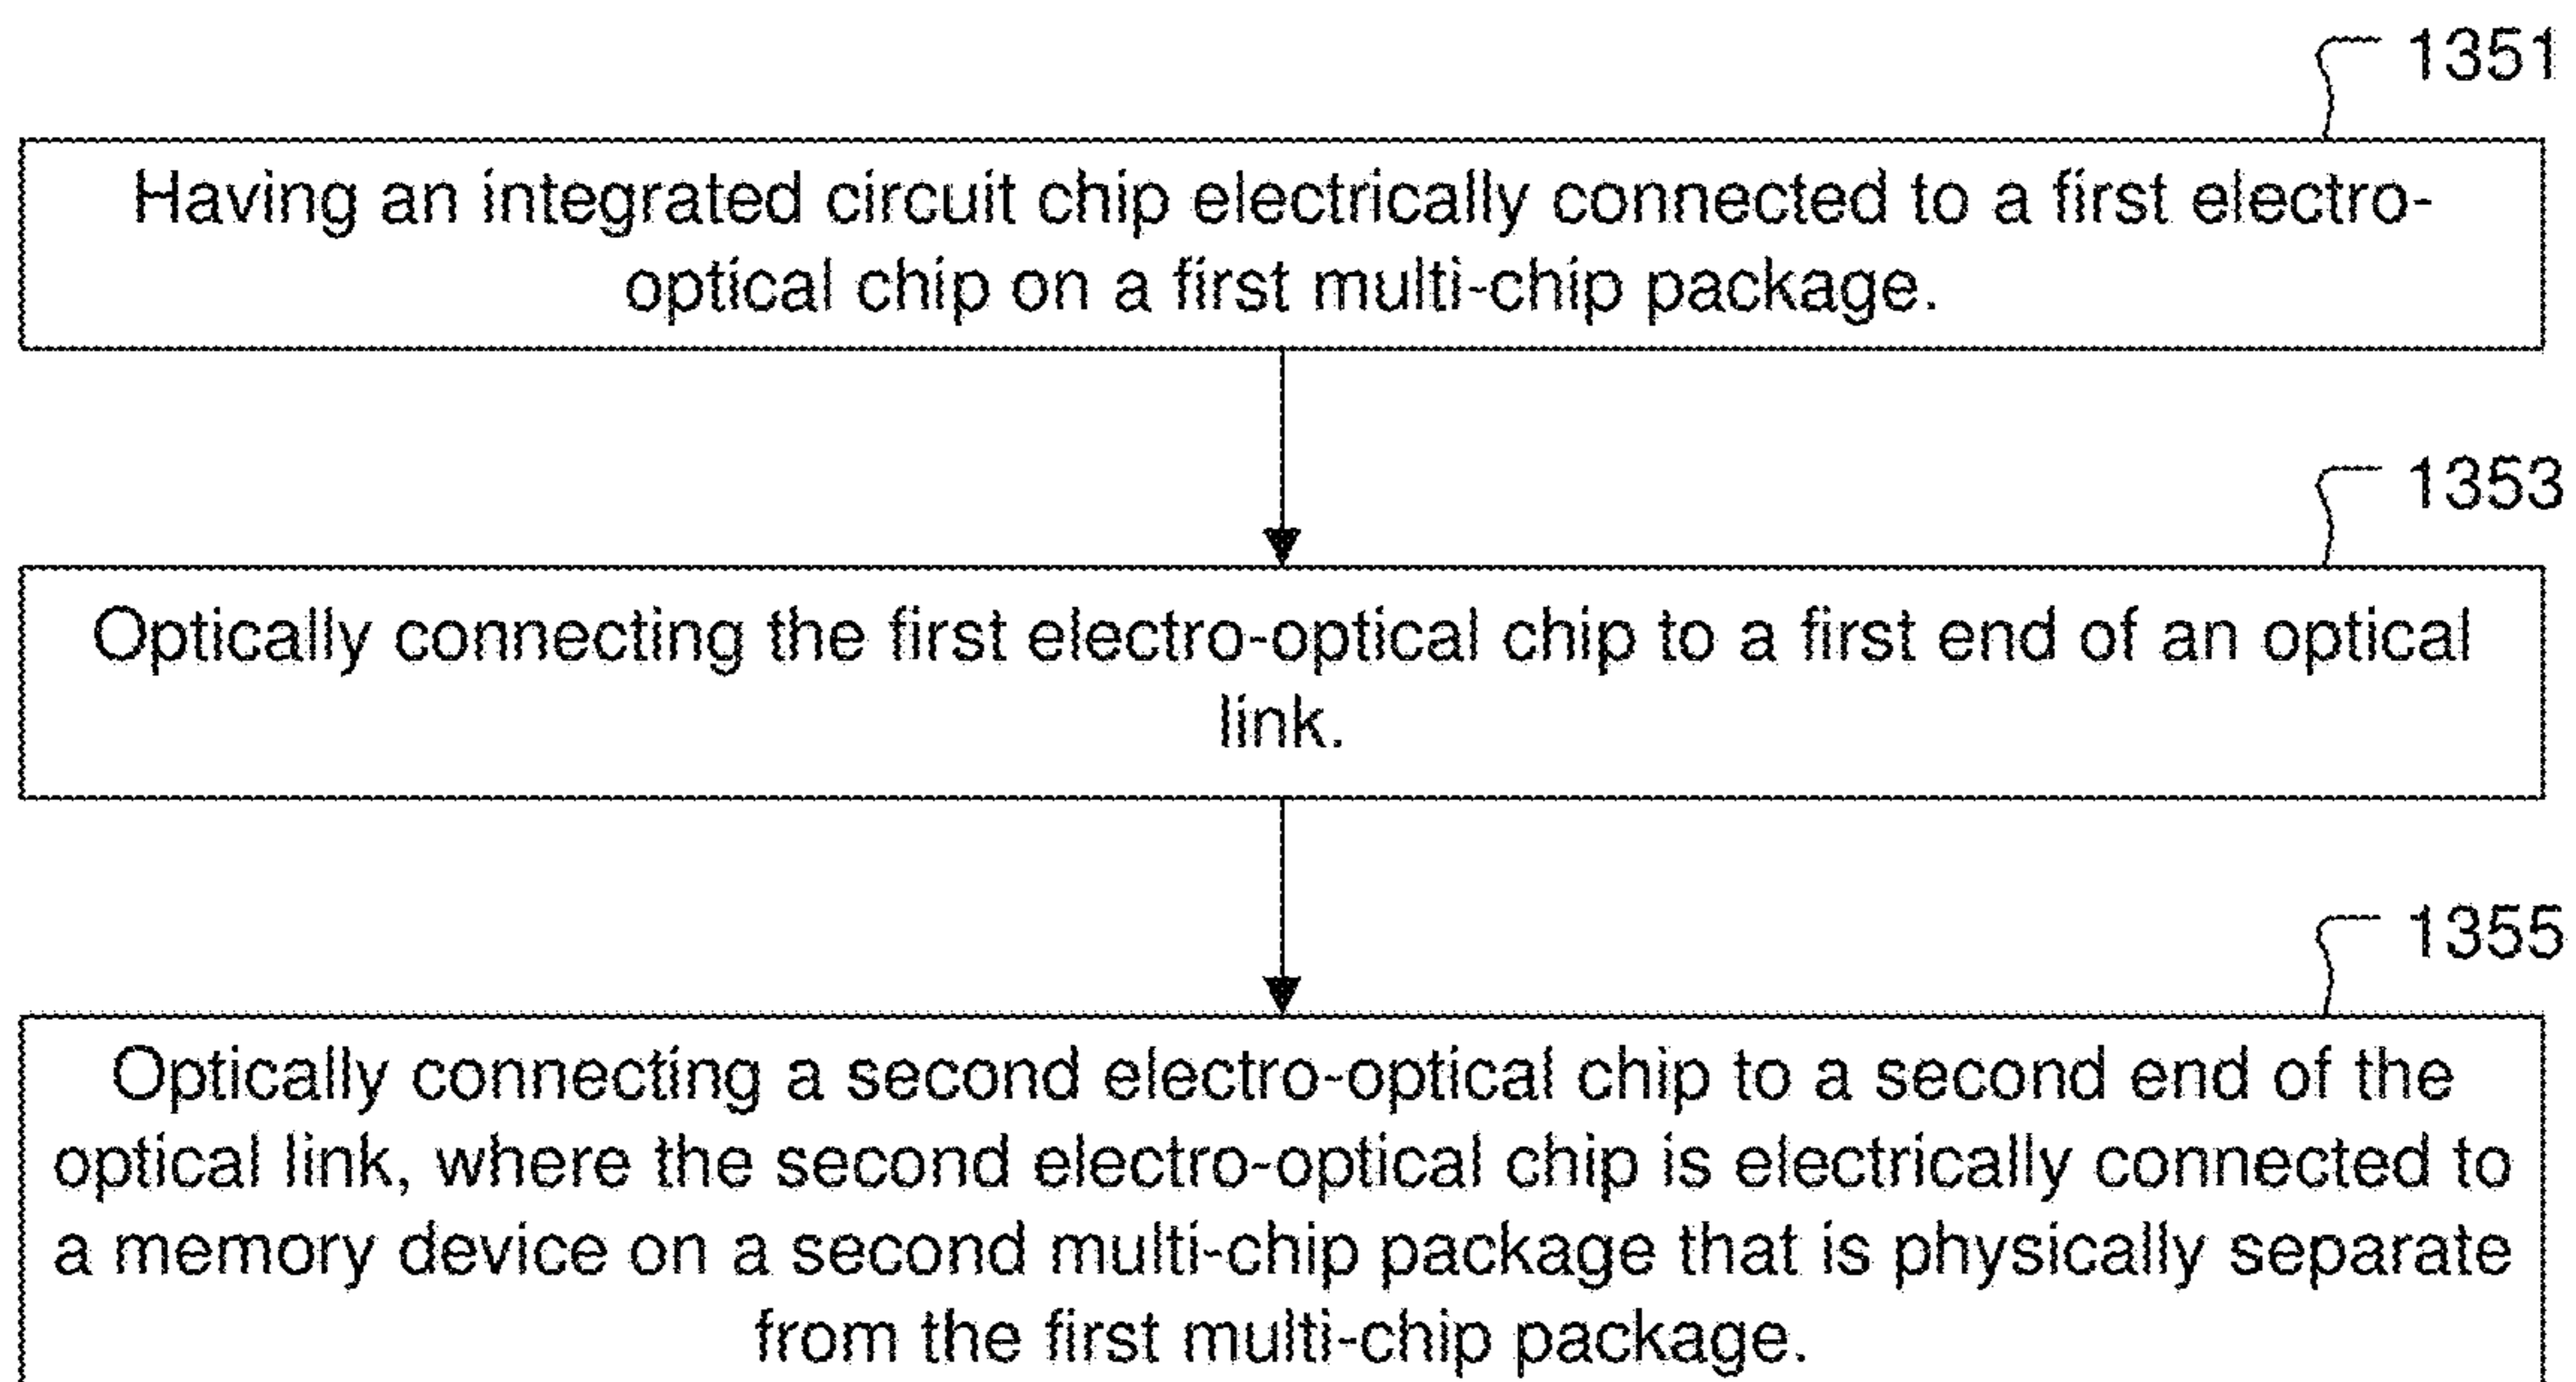 1351
Having an integrated circuit chip electrically connected to a first electro-
optical chip on a first multi-chip package.
1353
Optically connecting the first electro-optical chip to a first end of an optical
link.
1355
Optically connecting a second electro-optical chip to a second end of the
optical link, where the second electro-optical chip is electrically connected to
a memory device on a second multi-chip package that is physically separate
from the first multi-chip package.